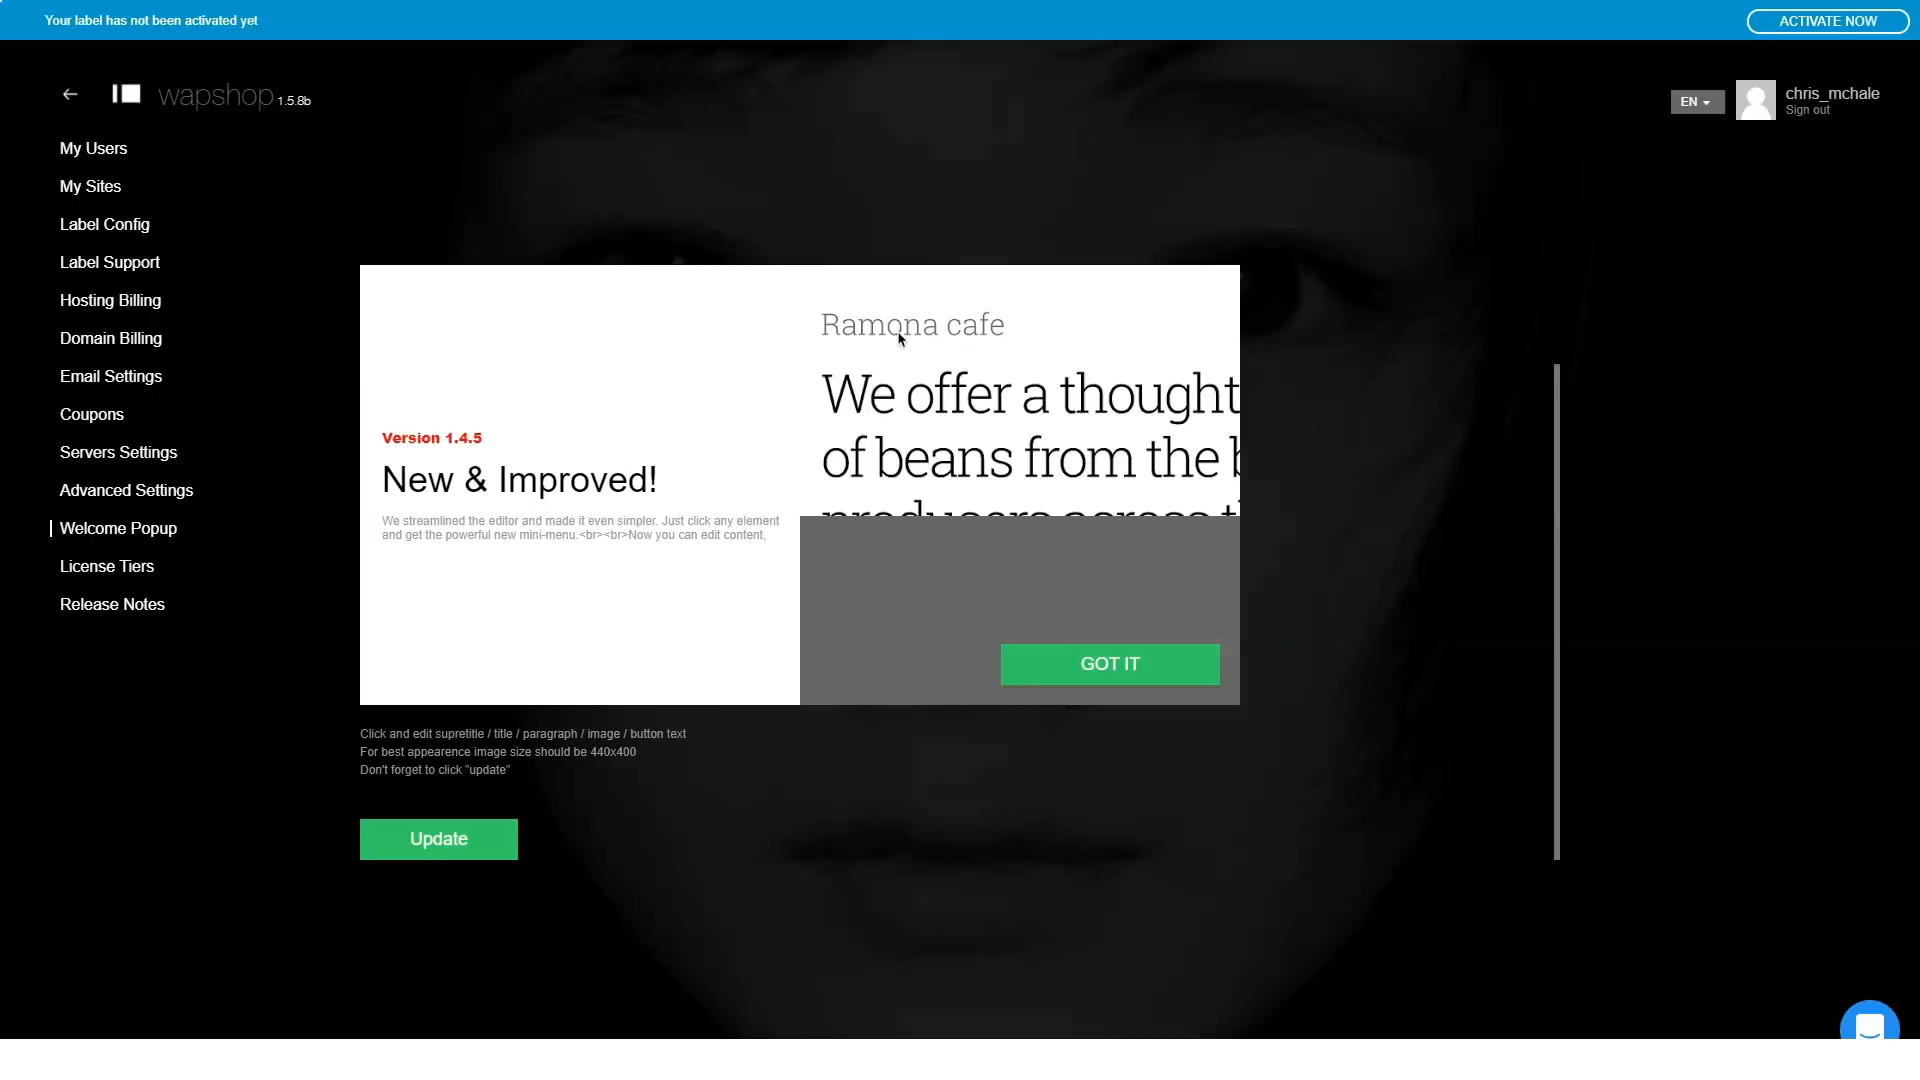 Your label has not been activated yet
ACTIVATE NOW
wapshop 1.5.8b
EN
chris_mchale
Sign out
My Users
My Sites
Label Config
Label Support
Hosting Billing
Domain Billing
Email Settings
Coupons
Servers Settings
Advanced Settings
Welcome Popup
License Tiers
Release Notes
Version 1.4.5
New & Improved!
We streamlined the editor and made it even simpler. Just click any element
and get the powerful new mini-menu.<br><br>Now you can edit content,
Ramona cafe
We offer a thought
of beans from the b
producers across t
GOT IT
Click and edit supretitle / title / paragraph / image / button text
For best appearence image size should be 440x400
Don't forget to click "update"
Update